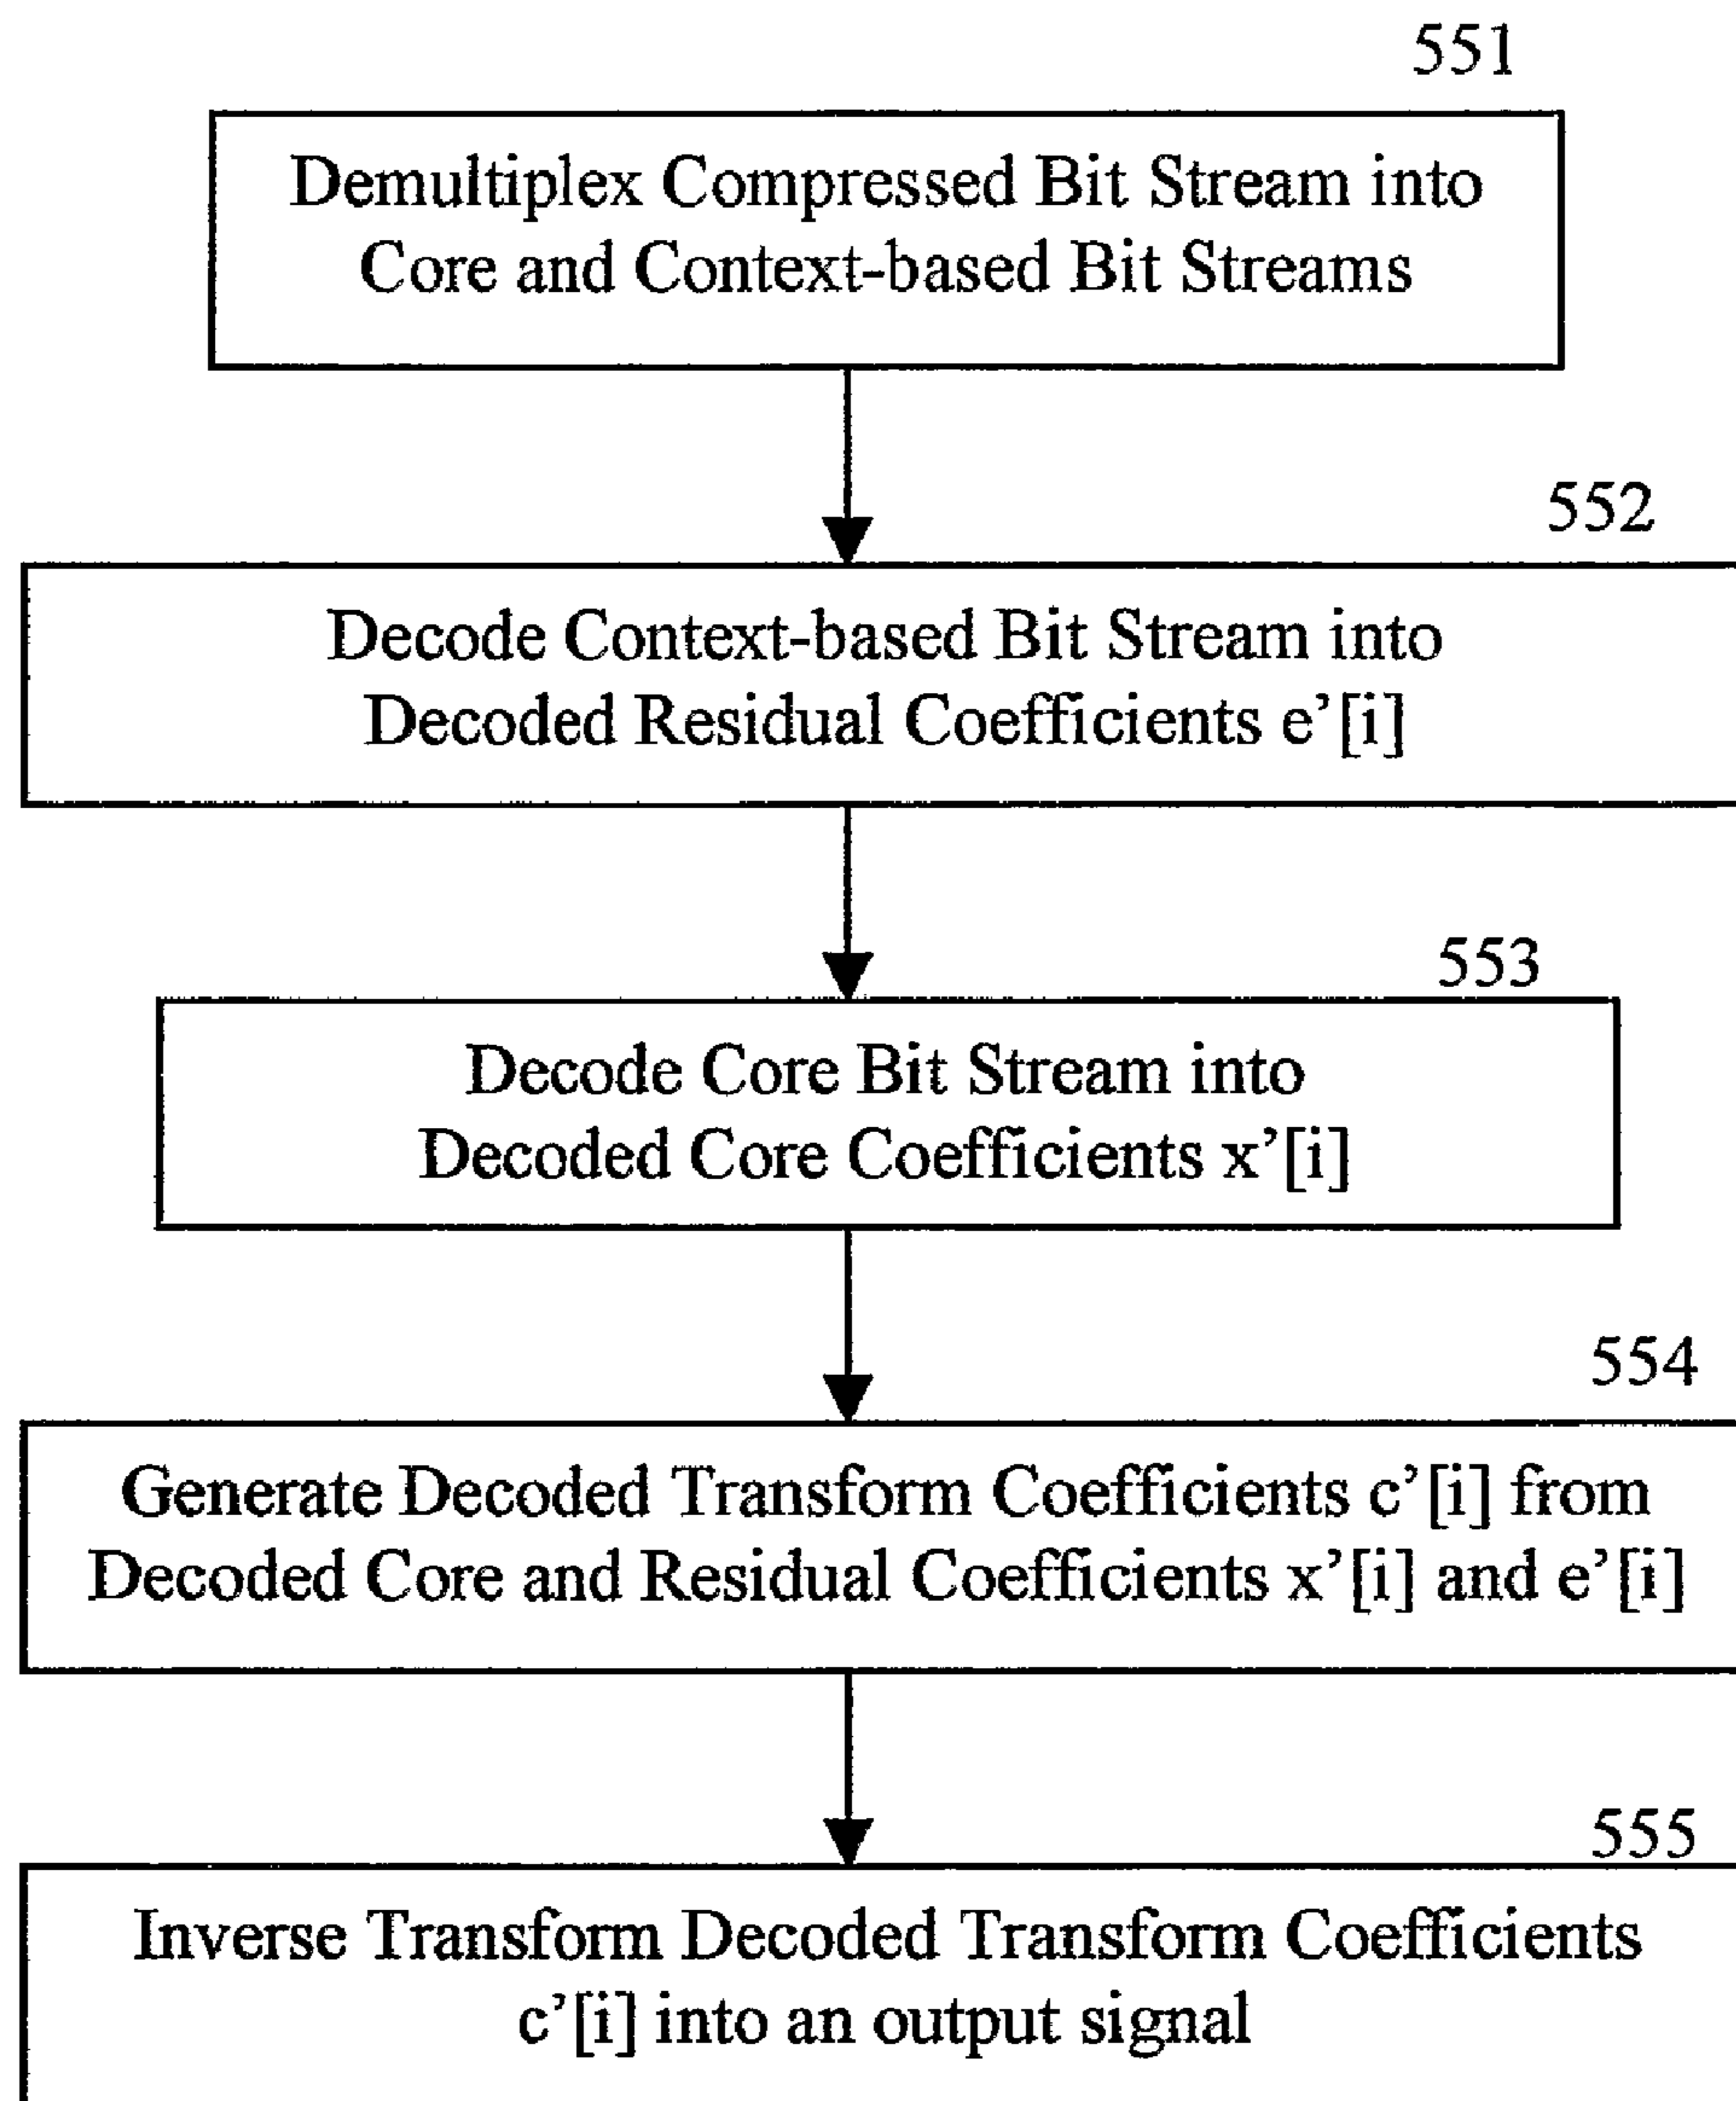 551
Demultiplex Compressed Bit Stream into
Core and Context-based Bit Streams
552
Decode Context-based Bit Stream into
Decoded Residual Coefficients e’[i]
553
Decode Core Bit Stream into
Decoded Core Coefficients x’[i]
554
Generate Decoded Transform Coefficients c’[i] from
Decoded Core and Residual Coefficients x’[i] and e’[i]
555
Inverse Transform Decoded Transform Coefficients
c’[i] into an output signal